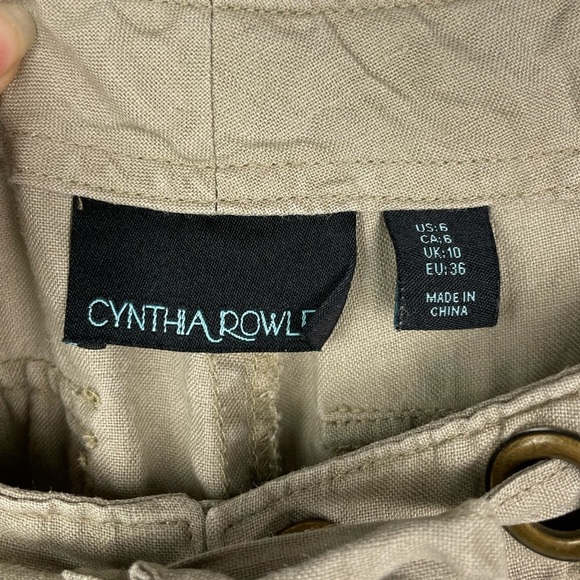 CYNTHIA ROWLE
US:6
CA:6
UK:10
EU:36
MADE IN
CHINA